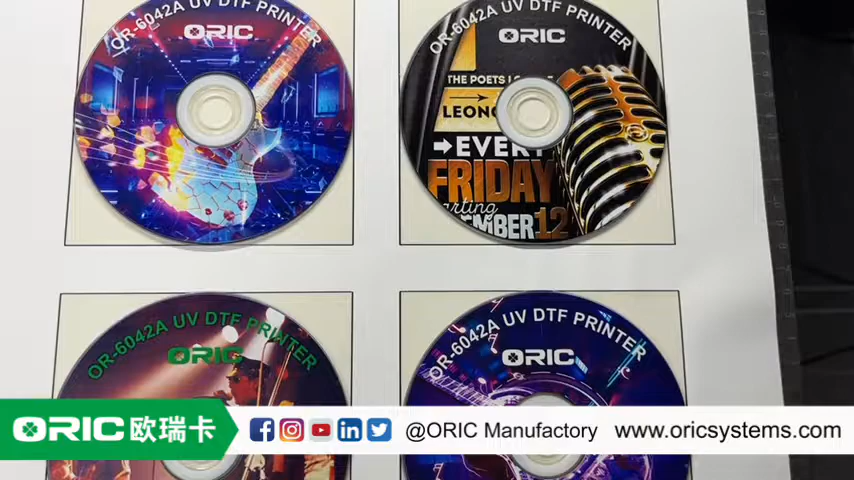 OR-6042A UV DTF PRINTER
ORIC
OR-6042A UV DTF PRINTER
ORIC
THE POETS
EVERY
FRIDAY
12
OR-6042A UV DTF PRINTER
ORIC
OR-6042A UV DTF PRINTER
ORIC
ORIC 欧瑞卡
@ORIC Manufactory
www.oricsystems.com